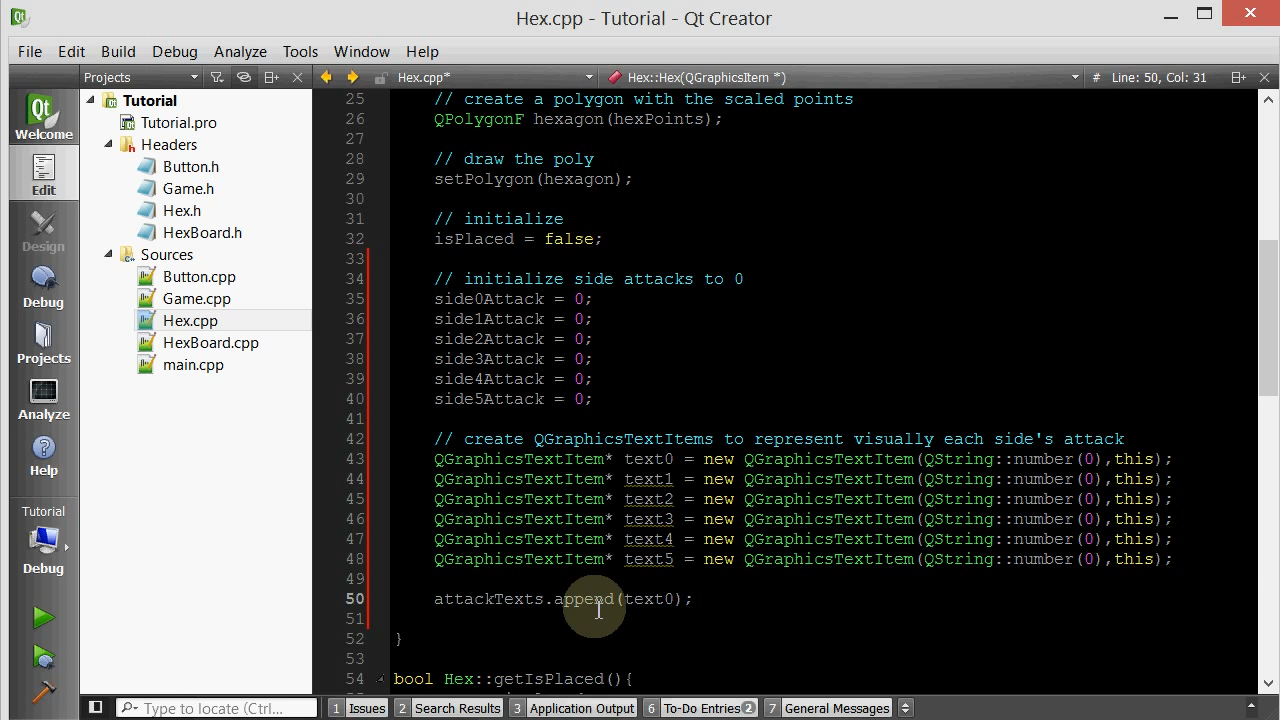 Hex.cpp - Tutorial - Qt Creator
File Edit Build Debug Analyze Tools Window Help
Projects Hex.cpp* Hex::Hex(QGraphicsItem *) # Line: 50, Col: 31
Welcome
Edit
Design
Debug
Projects
Analyze
Help
Tutorial
Debug
Tutorial
Tutorial.pro
Headers
Button.h
Game.h
Hex.h
HexBoard.h
Sources
Button.cpp
Game.cpp
Hex.cpp
HexBoard.cpp
main.cpp
25 // create a polygon with the scaled points
26 QPolygonF hexagon(hexPoints);
27
28 // draw the poly
29 setPolygon(hexagon);
30
31 // initialize
32 isPlaced = false;
33
34 // initialize side attacks to 0
35 side0Attack = 0;
36 side1Attack = 0;
37 side2Attack = 0;
38 side3Attack = 0;
39 side4Attack = 0;
40 side5Attack = 0;
41
42 // create QGraphicsTextItems to represent visually each side's attack
43 QGraphicsTextItem* text0 = new QGraphicsTextItem(QString::number(0),this);
44 QGraphicsTextItem* text1 = new QGraphicsTextItem(QString::number(0),this);
45 QGraphicsTextItem* text2 = new QGraphicsTextItem(QString::number(0),this);
46 QGraphicsTextItem* text3 = new QGraphicsTextItem(QString::number(0),this);
47 QGraphicsTextItem* text4 = new QGraphicsTextItem(QString::number(0),this);
48 QGraphicsTextItem* text5 = new QGraphicsTextItem(QString::number(0),this);
49
50 attackTexts.append(text0);
51
52 }
53
54 bool Hex::getIsPlaced(){
Type to locate (Ctrl... 1 Issues 2 Search Results 3 Application Output 6 To-Do Entries 2 7 General Messages